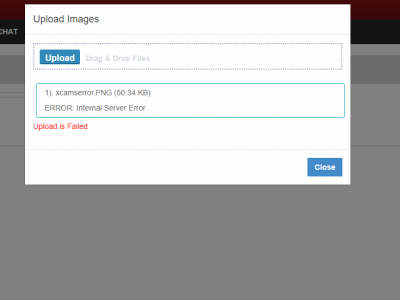 Upload Images
CHAT
Upload Drag & Drop Files
1). xcamserror.PNG (50.34 KB)
ERROR: Internal Server Error
Upload is Failed
Close